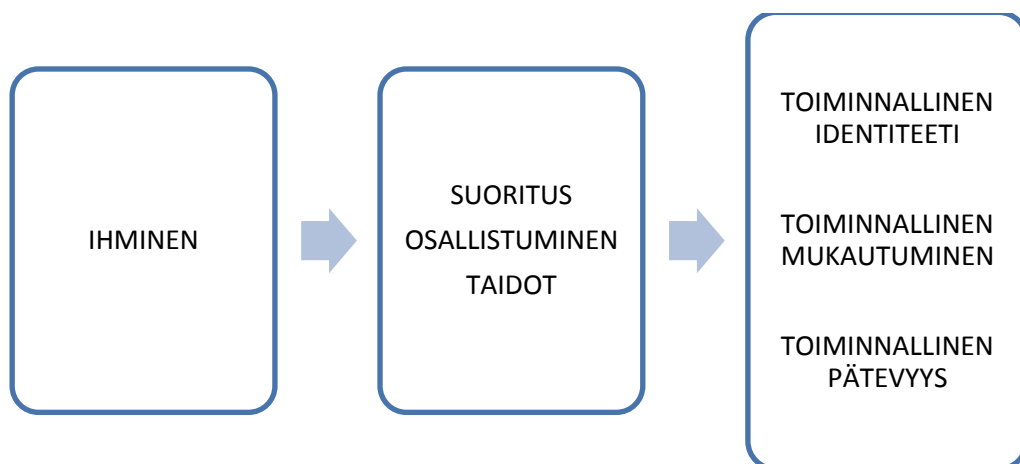 IHMINEN
SUORITUS
OSALLISTUMINEN
TAIDOT
TOIMINNALLINEN
IDENTITEETI
TOIMINNALLINEN
MUKAUTUMINEN
TOIMINNALLINEN
PÄTEVYYS